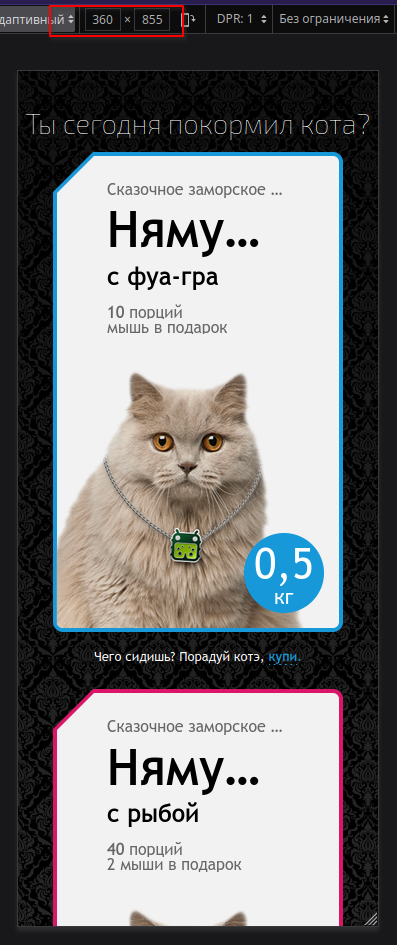 даптивный
360 × 855
DPR: 1
Без ограничения
Ты сегодня покормил кота?
Сказочное заморское ...
Няму...
с фуа-гра
10 порций
мышь в подарок
0,5
кг
Чего сидишь? Порадуй котэ, купи.
Сказочное заморское ...
Няму...
с рыбой
40 порций
2 мыши в подарок